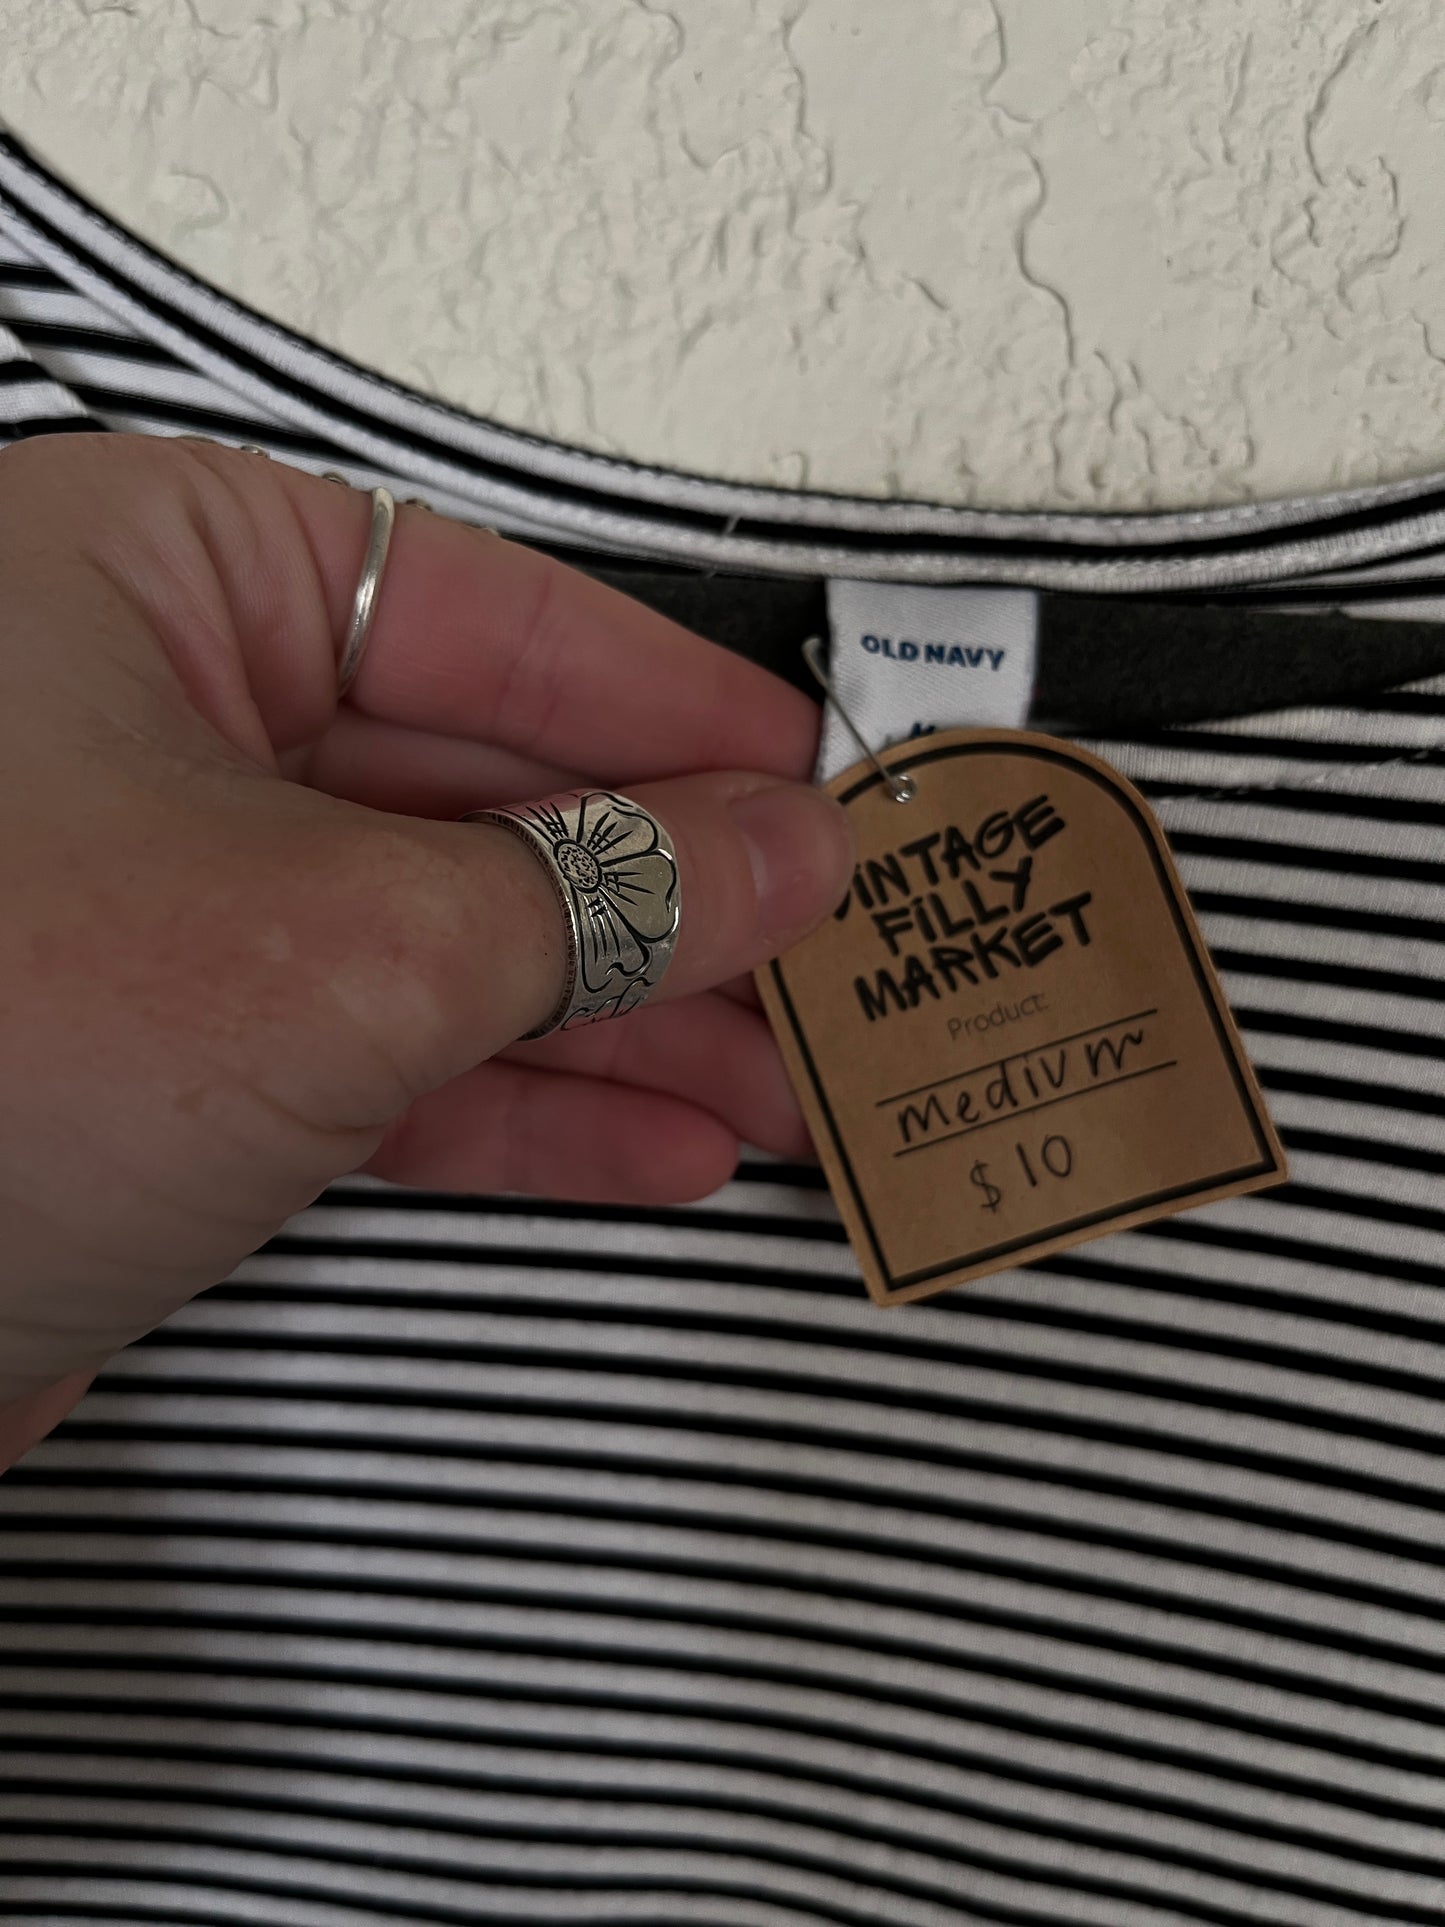 OLD NAVY
VINTAGE
FILLY
MARKET
Product:
Medium
$10